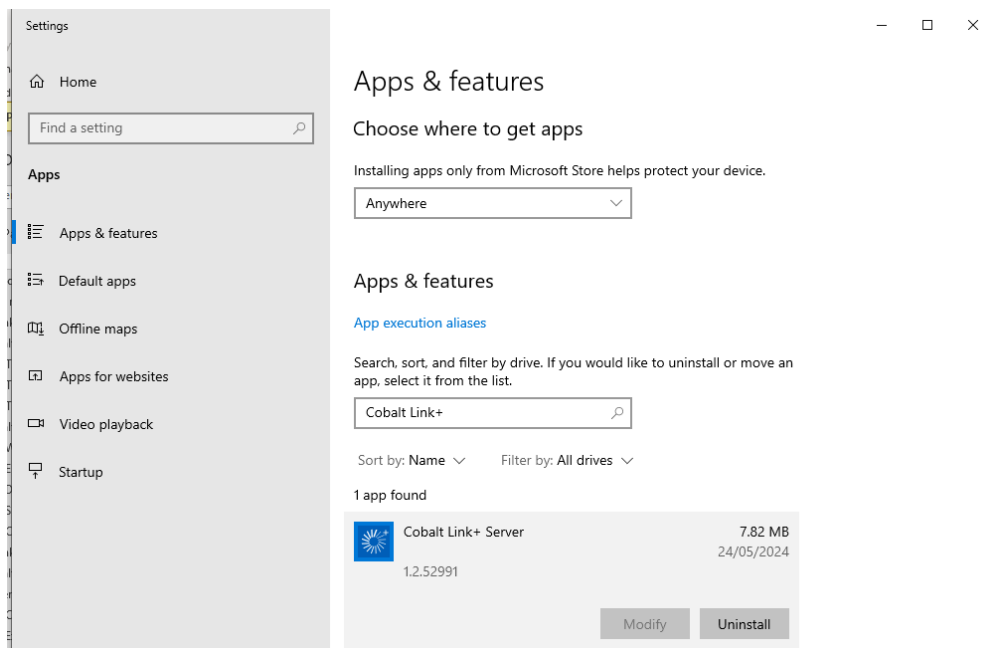 Settings
Home
Find a setting
Apps
Apps & features
Default apps
Offline maps
Apps for websites
Video playback
Startup
Apps & features
Choose where to get apps
Installing apps only from Microsoft Store helps protect your device.
Anywhere
Apps & features
App execution aliases
Search, sort, and filter by drive. If you would like to uninstall or move an
app, select it from the list.
Cobalt Link+
Sort by: Name Filter by: All drives
1 app found
Cobalt Link+ Server 7.82 MB
24/05/2024
1.2.52991
Modify Uninstall